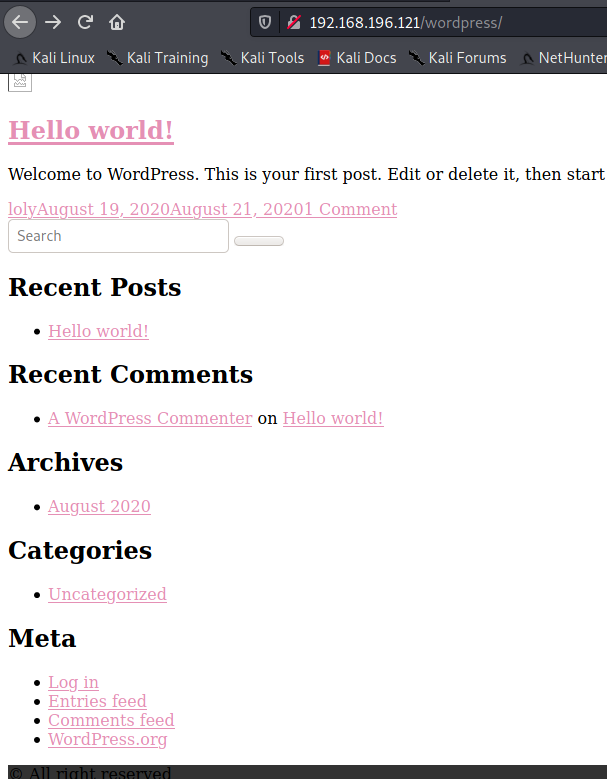 192.168.196.121/wordpress/
Kali Linux Kali Training Kali Tools Kali Docs Kali Forums NetHunter
Hello world!
Welcome to WordPress. This is your first post. Edit or delete it, then start
lolyAugust 19, 2020August 21, 20201 Comment
Search
Recent Posts
Hello world!
Recent Comments
A WordPress Commenter on Hello world!
Archives
August 2020
Categories
Uncategorized
Meta
Log in
Entries feed
Comments feed
WordPress.org
© All right reserved